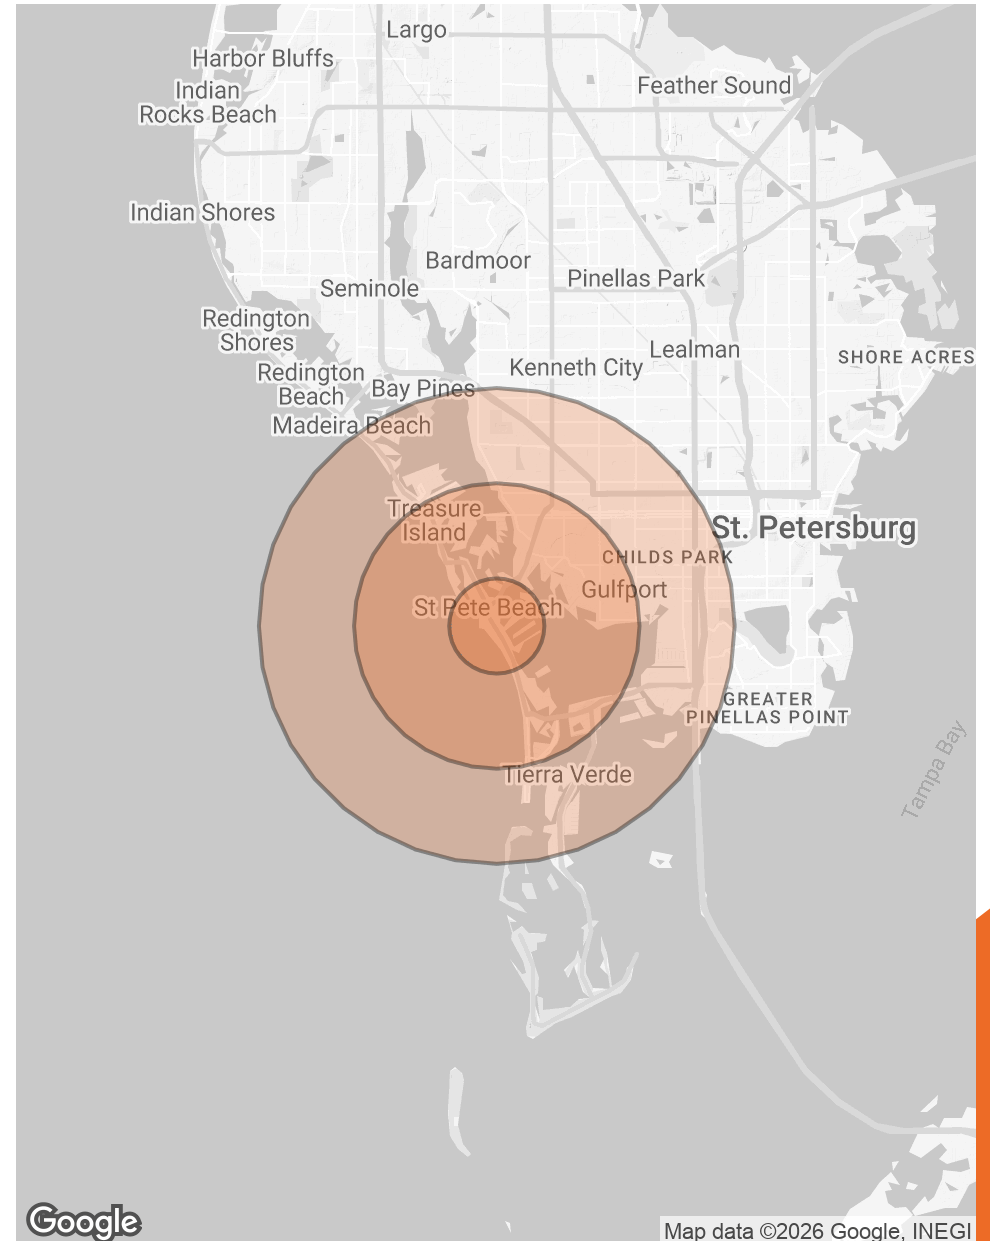 Largo
Harbor Bluffs
Feather Sound
Indian
Rocks Beach
Indian Shores
Bardmoor
Pinellas Park
Seminole
Redington
Shores
Lealman
SHORE ACRES
Kenneth City
Redington
Beach
Bay Pines
Madeira Beach
Treasure
Island
St. Petersburg
CHILDS PARK
Gulfport
St Pete Beach
GREATER
PINELLAS POINT
Tierra Verde
Tampa Bay
Google
Map data ©2026 Google, INEGI